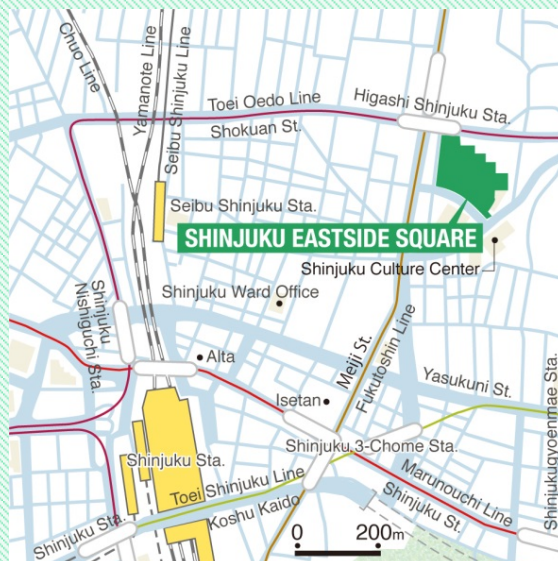 Chuo Line
Yamanote Line
Seibu Shinjuku Line
Toei Oedo Line
Shokuan St.
Higashi Shinjuku Sta.
Seibu Shinjuku Sta.
SHINJUKU EASTSIDE SQUARE
Shinjuku Culture Center
Shinjuku Ward Office
Shinjuku
Nishiguchi Sta.
Alta
Meiji St.
Fukutoshin Line
Yasukuni St.
Isetan
Shinjuku 3-Chome Sta.
Shinjukugyoenmae Sta.
Shinjuku Sta.
Toei Shinjuku Line
Koshu Kaido
Marunouchi Line
Shinjuku St.
Shinjuku Sta.
0 200m